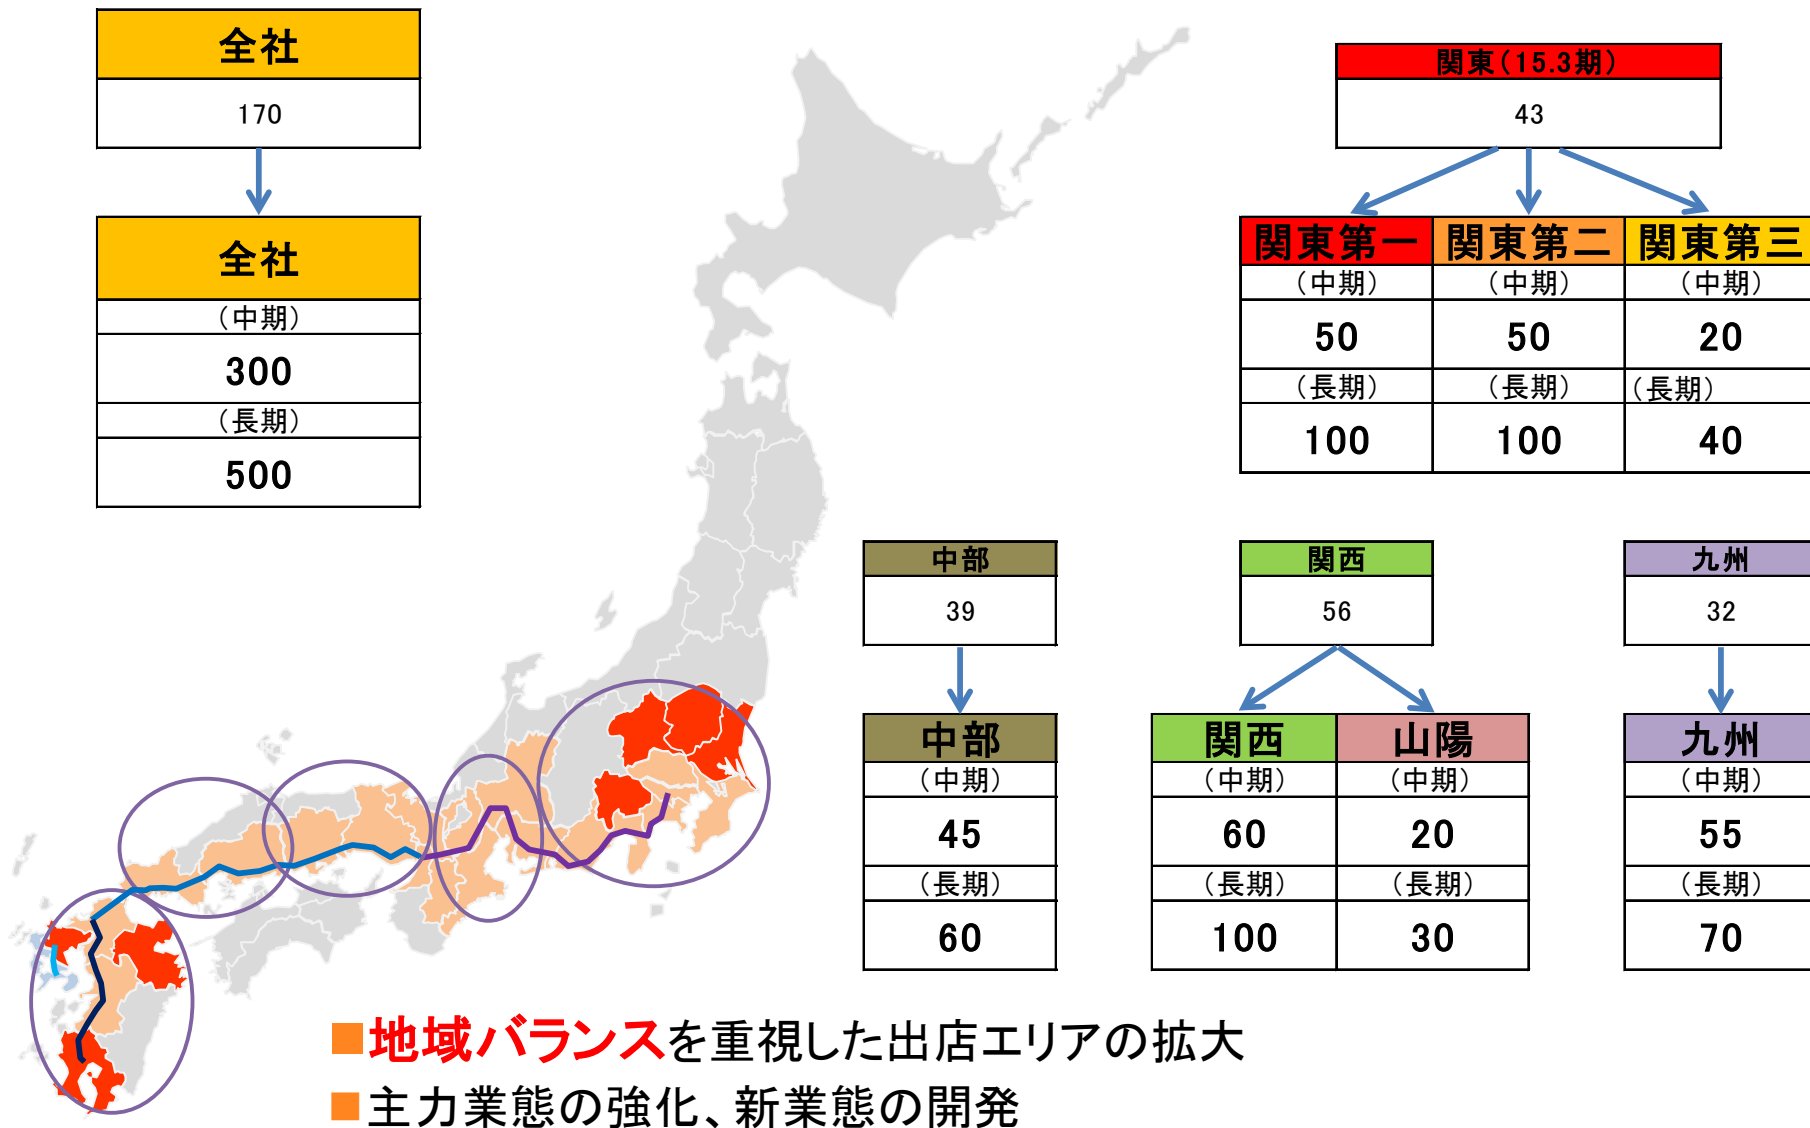 全社
170
全社
（中期）
300
（長期）
500
関東（15.3期）
43
関東第一 関東第二 関東第三
（中期） （中期） （中期）
50 50 20
（長期） （長期） （長期）
100 100 40
中部
39
中部
（中期）
45
（長期）
60
関西
56
関西 山陽
（中期） （中期）
60 20
（長期） （長期）
100 30
九州
32
九州
（中期）
55
（長期）
70
■地域バランスを重視した出店エリアの拡大
■主力業態の強化、新業態の開発